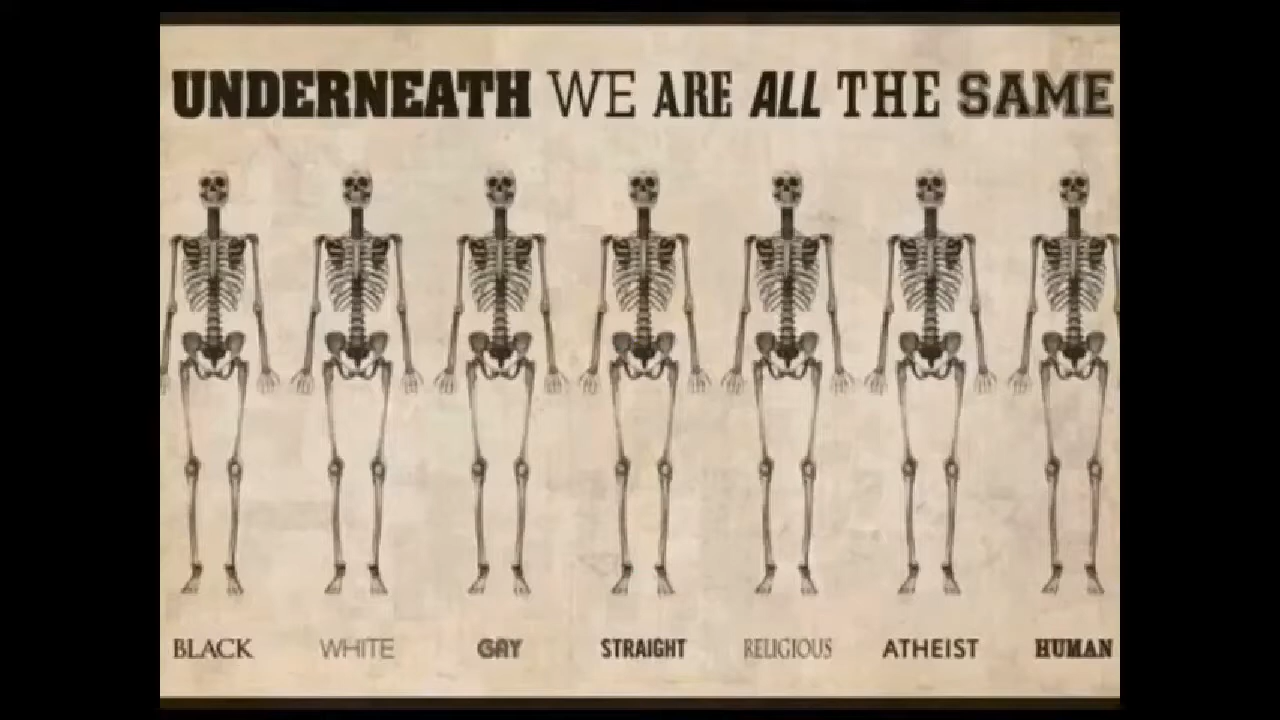 UNDERNEATH WE ARE ALL THE SAME
BLACK WHITE GAY STRAIGHT RELIGIOUS ATHEIST HUMAN